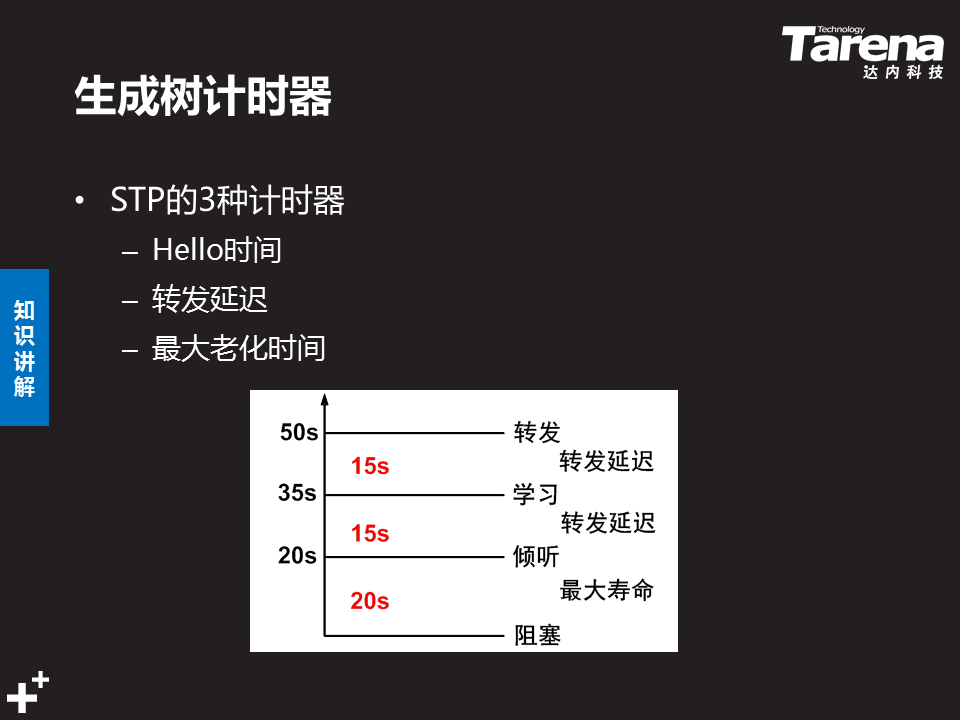 Technology
Tarena
达内科技
生成树计时器
• STP的3种计时器
– Hello时间
– 转发延迟
– 最大老化时间
知识讲解
50s 转发
15s 转发延迟
35s 学习
15s 转发延迟
20s 倾听
20s 最大寿命
阻塞